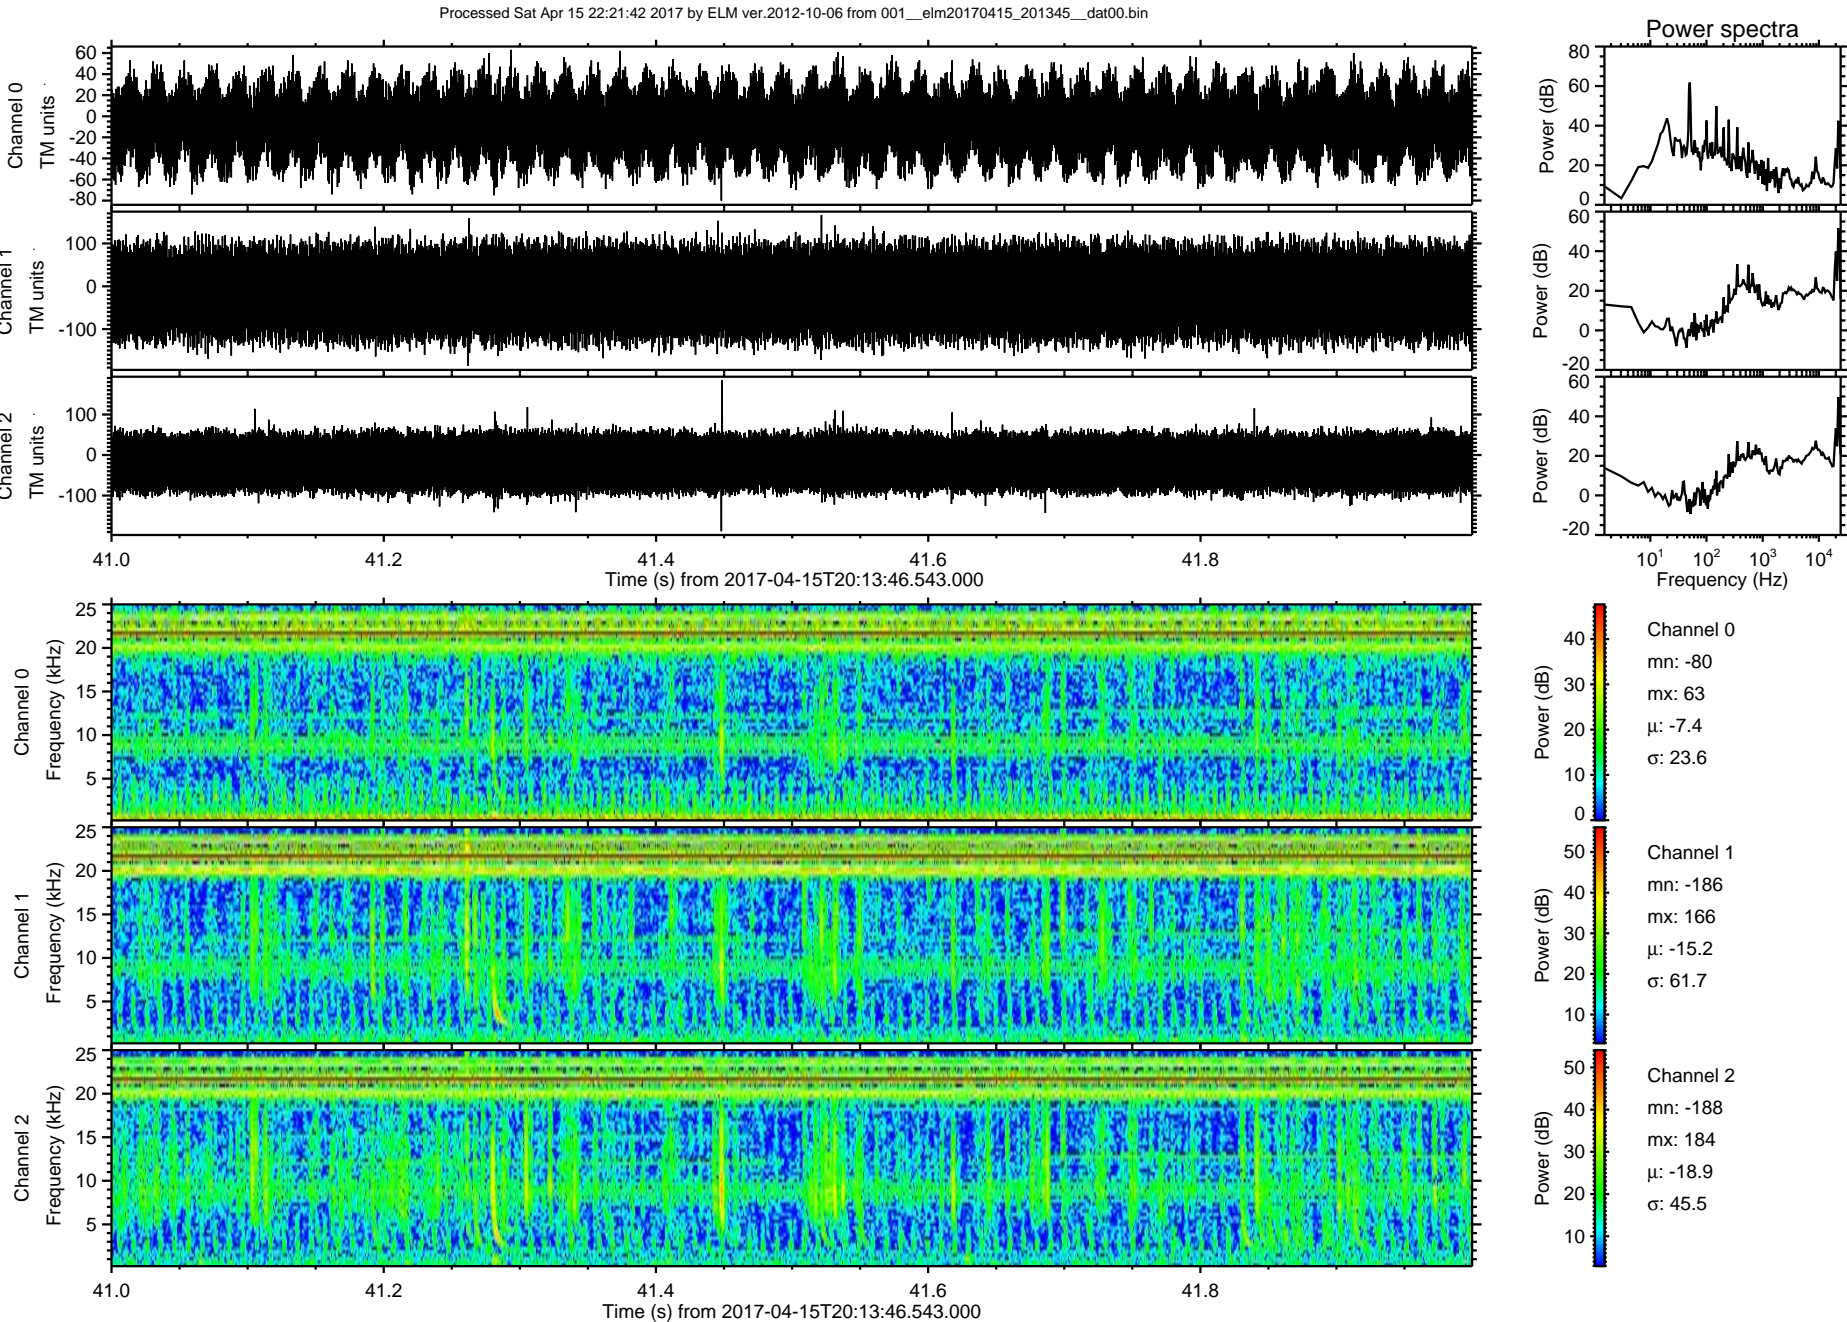 Processed Sat Apr 15 22:21:42 2017 by ELM ver.2012-10-06 from 001__elm20170415_201345__dat00.bin
Power spectra
Channel 0
TM units
60
40
20
0
-20
-40
-60
-80
Power (dB)
80
60
40
20
0
Channel 1
TM units
100
0
-100
Power (dB)
60
40
20
0
-20
Channel 2
TM units
100
0
-100
Power (dB)
60
40
20
0
-20
41.0 41.2 41.4 41.6 41.8
Time (s) from 2017-04-15T20:13:46.543.000
10^1 10^2 10^3 10^4
Frequency (Hz)
Channel 0
Frequency (kHz)
25
20
15
10
5
Power (dB)
40
30
20
10
0
Channel 0
mn: -80
mx: 63
μ: -7.4
σ: 23.6
Channel 1
Frequency (kHz)
25
20
15
10
5
Power (dB)
50
40
30
20
10
Channel 1
mn: -186
mx: 166
μ: -15.2
σ: 61.7
Channel 2
Frequency (kHz)
25
20
15
10
5
Power (dB)
50
40
30
20
10
Channel 2
mn: -188
mx: 184
μ: -18.9
σ: 45.5
41.0 41.2 41.4 41.6 41.8
Time (s) from 2017-04-15T20:13:46.543.000